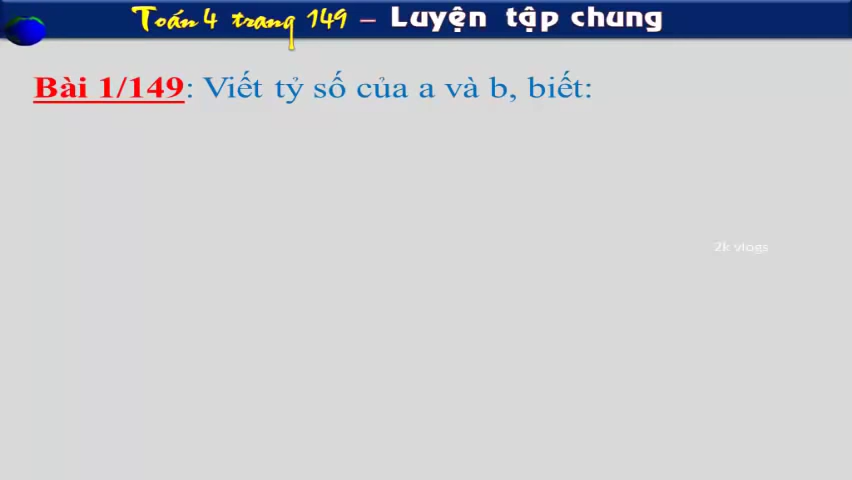 Toán 4 trang 149 – Luyện tập chung
Bài 1/149: Viết tỷ số của a và b, biết:
2k vlogs